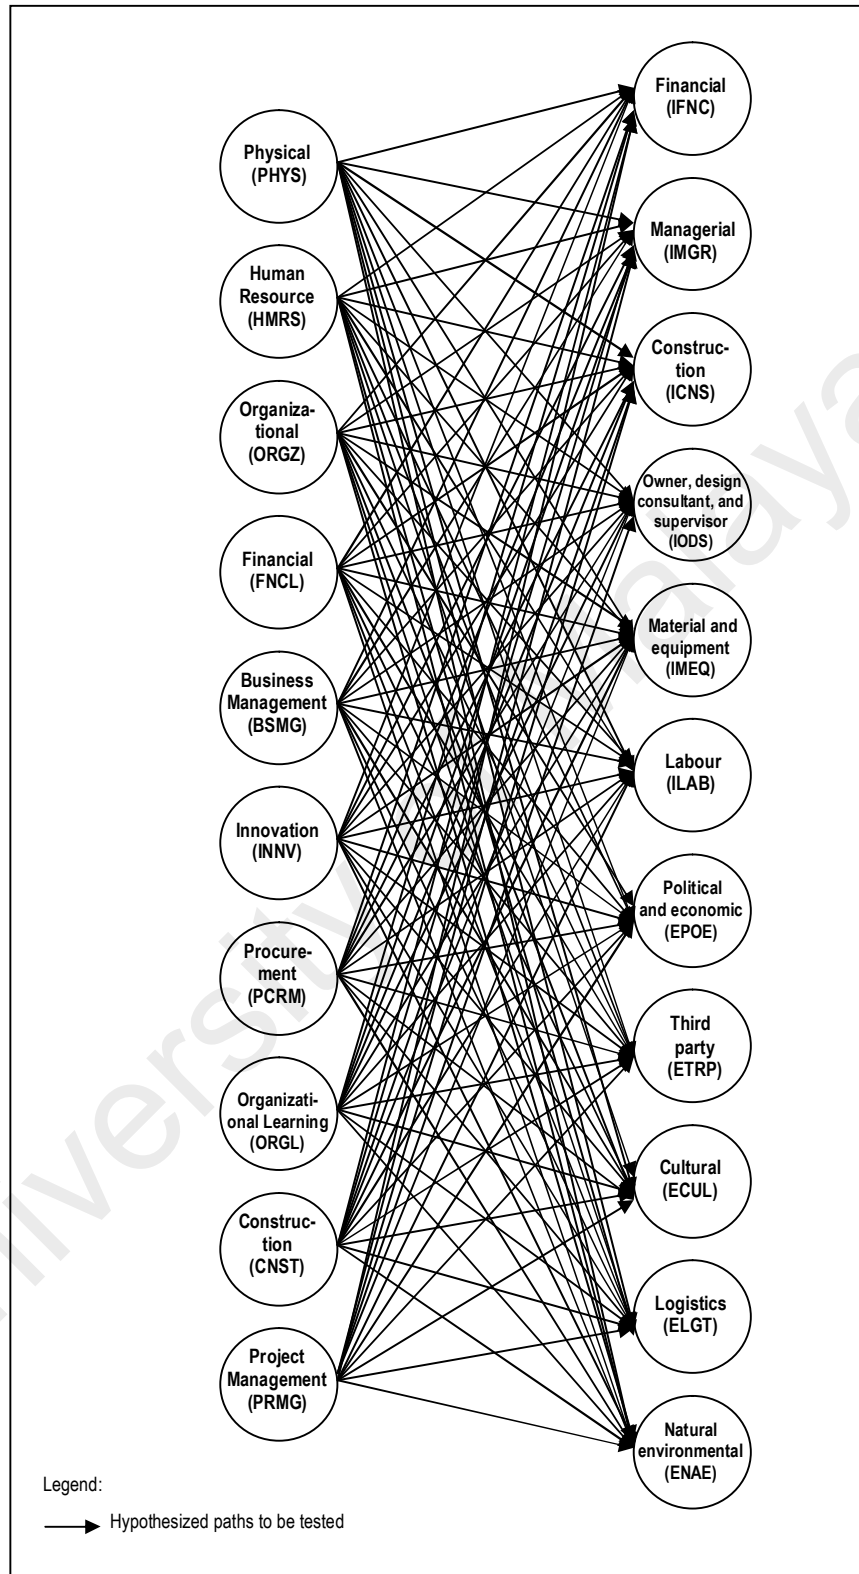 Physical
(PHYS)
Human
Resource
(HMRS)
Organiza-
tional
(ORGZ)
Financial
(FNCL)
Business
Management
(BSMG)
Innovation
(INNV)
Procure-
ment
(PCRM)
Organizati-
onal Learning
(ORGL)
Construc-
tion
(CNST)
Project
Management
(PRMG)
Financial
(IFNC)
Managerial
(IMGR)
Construc-
tion
(ICNS)
Owner, design
consultant, and
supervisor
(IODS)
Material and
equipment
(IMEQ)
Labour
(ILAB)
Political
and economic
(EPOE)
Third
party
(ETRP)
Cultural
(ECUL)
Logistics
(ELGT)
Natural
environmental
(ENAE)
Legend:
Hypothesized paths to be tested